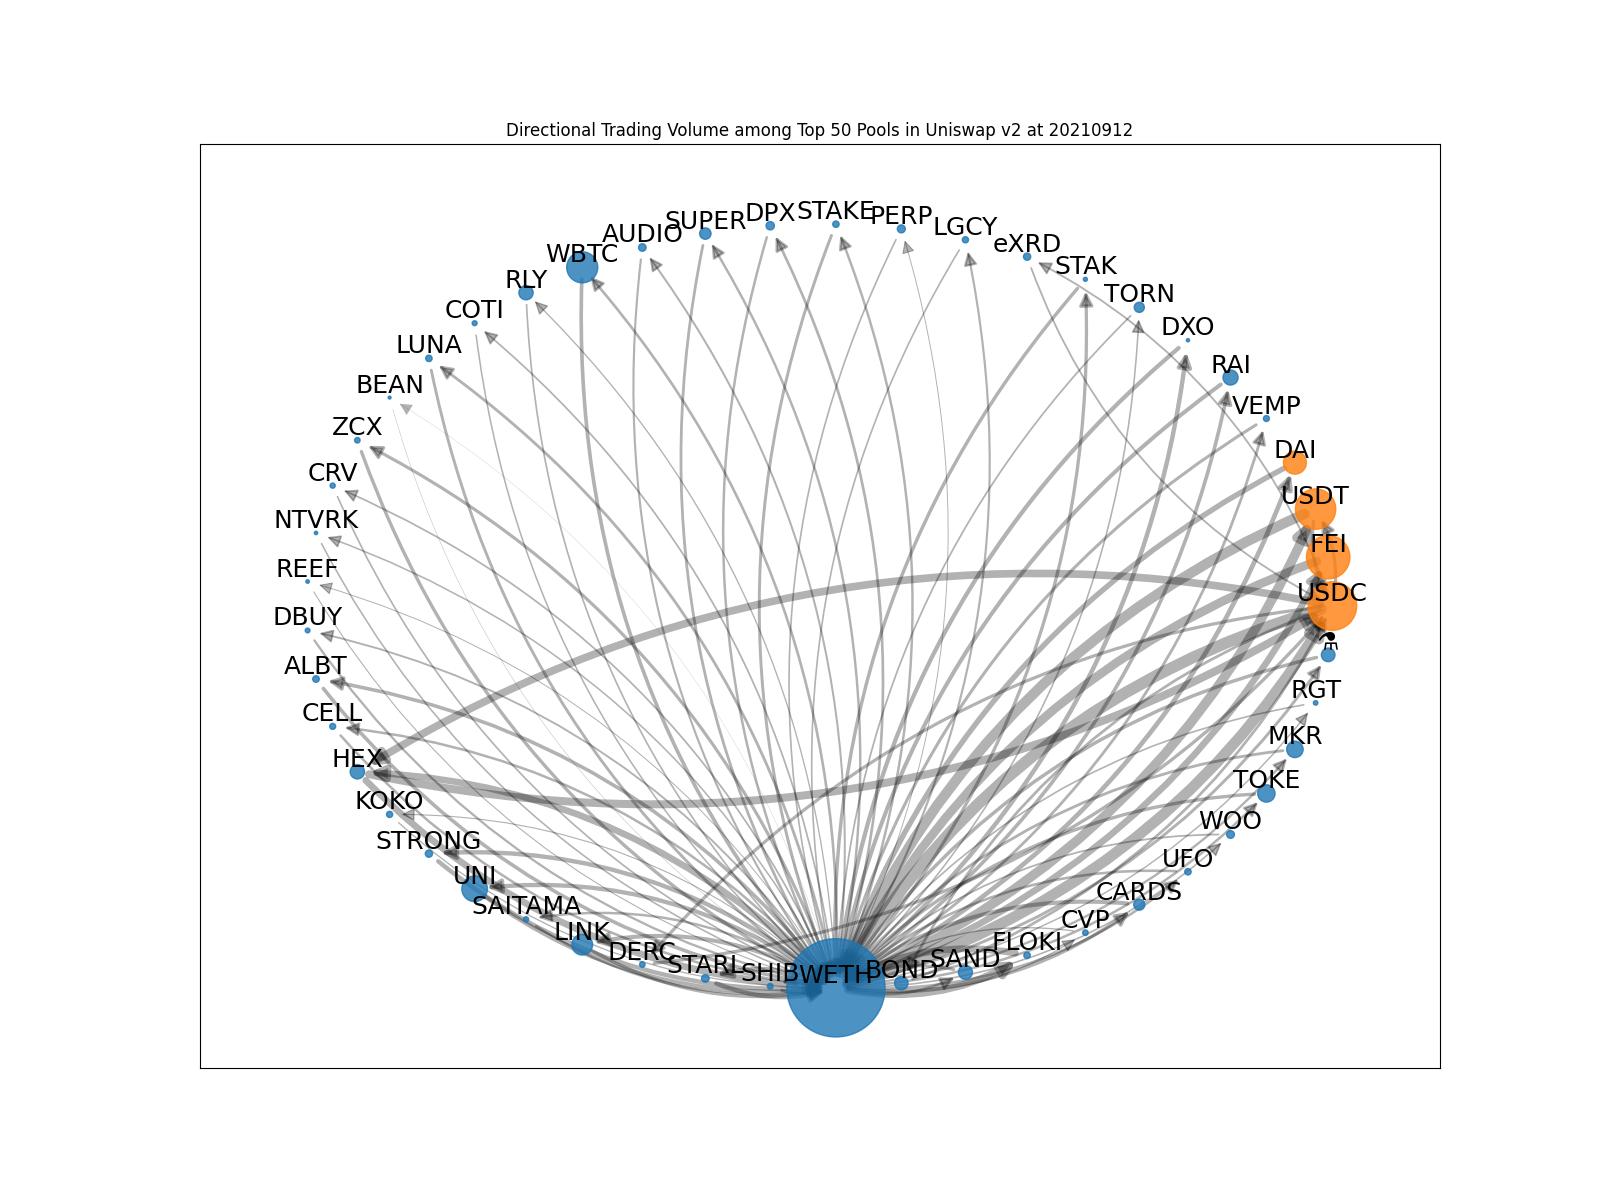 Directional Trading Volume among Top 50 Pools in Uniswap v2 at 20210912
STAKE
DPX
PERP
SUPER
LGCY
AUDIO
eXRD
WBTC
STAK
RLY
TORN
COTI
DXO
LUNA
RAI
BEAN
VEMP
ZCX
DAI
CRV
USDT
NTVRK
FEI
REEF
USDC
DBUY
⚗
ALBT
RGT
CELL
MKR
HEX
TOKE
KOKO
WOO
STRONG
UFO
UNI
CARDS
SAITAMA
CVP
LINK
FLOKI
DERC
SAND
STARL
BOND
SHIB
WETH